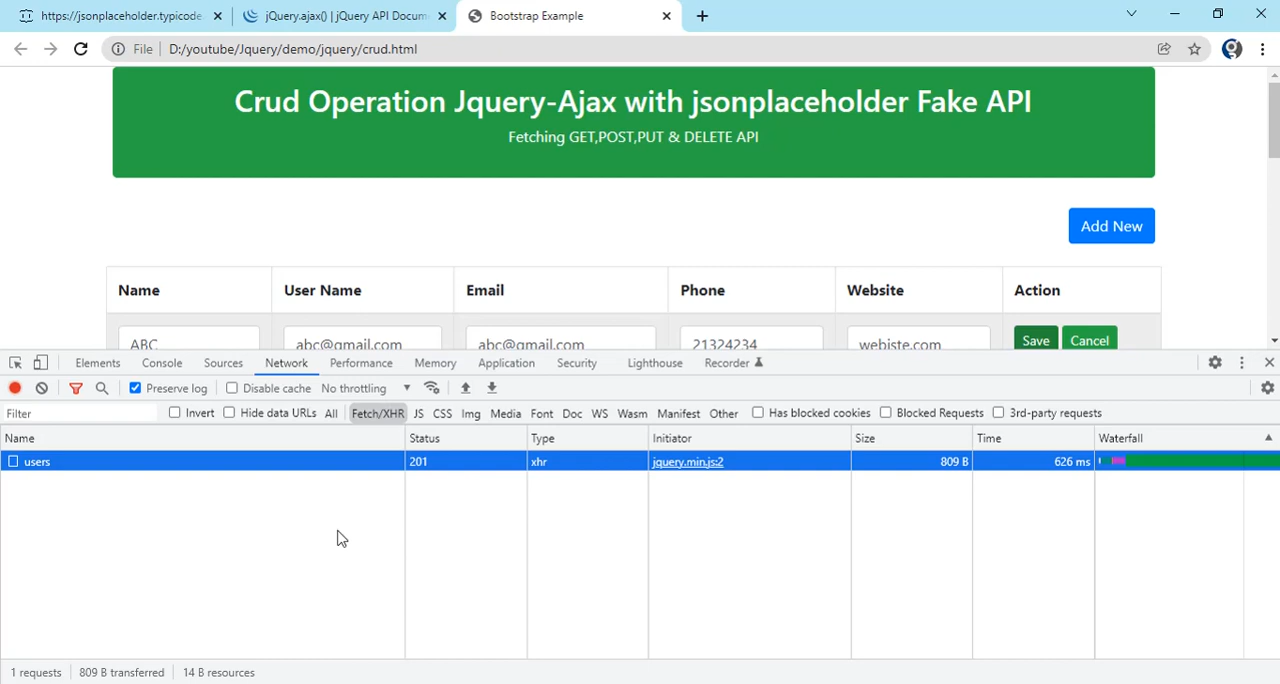 https://jsonplaceholder.typicode.
jQuery.ajax() | jQuery API Docum
Bootstrap Example
File
D:/youtube/Jquery/demo/jquery/crud.html
Crud Operation Jquery-Ajax with jsonplaceholder Fake API
Fetching GET,POST,PUT & DELETE API
Add New
Name User Name Email Phone Website Action
ABC abc@gmail.com abc@gmail.com 21324234 webiste.com Save Cancel
Elements Console Sources Network Performance Memory Application Security Lighthouse Recorder
Preserve log Disable cache No throttling
Filter Invert Hide data URLs All Fetch/XHR JS CSS Img Media Font Doc WS Wasm Manifest Other Has blocked cookies Blocked Requests 3rd-party requests
Name Status Type Initiator Size Time Waterfall
users 201 xhr jquery.min.js:2 809 B 626 ms
1 requests 809 B transferred 14 B resources